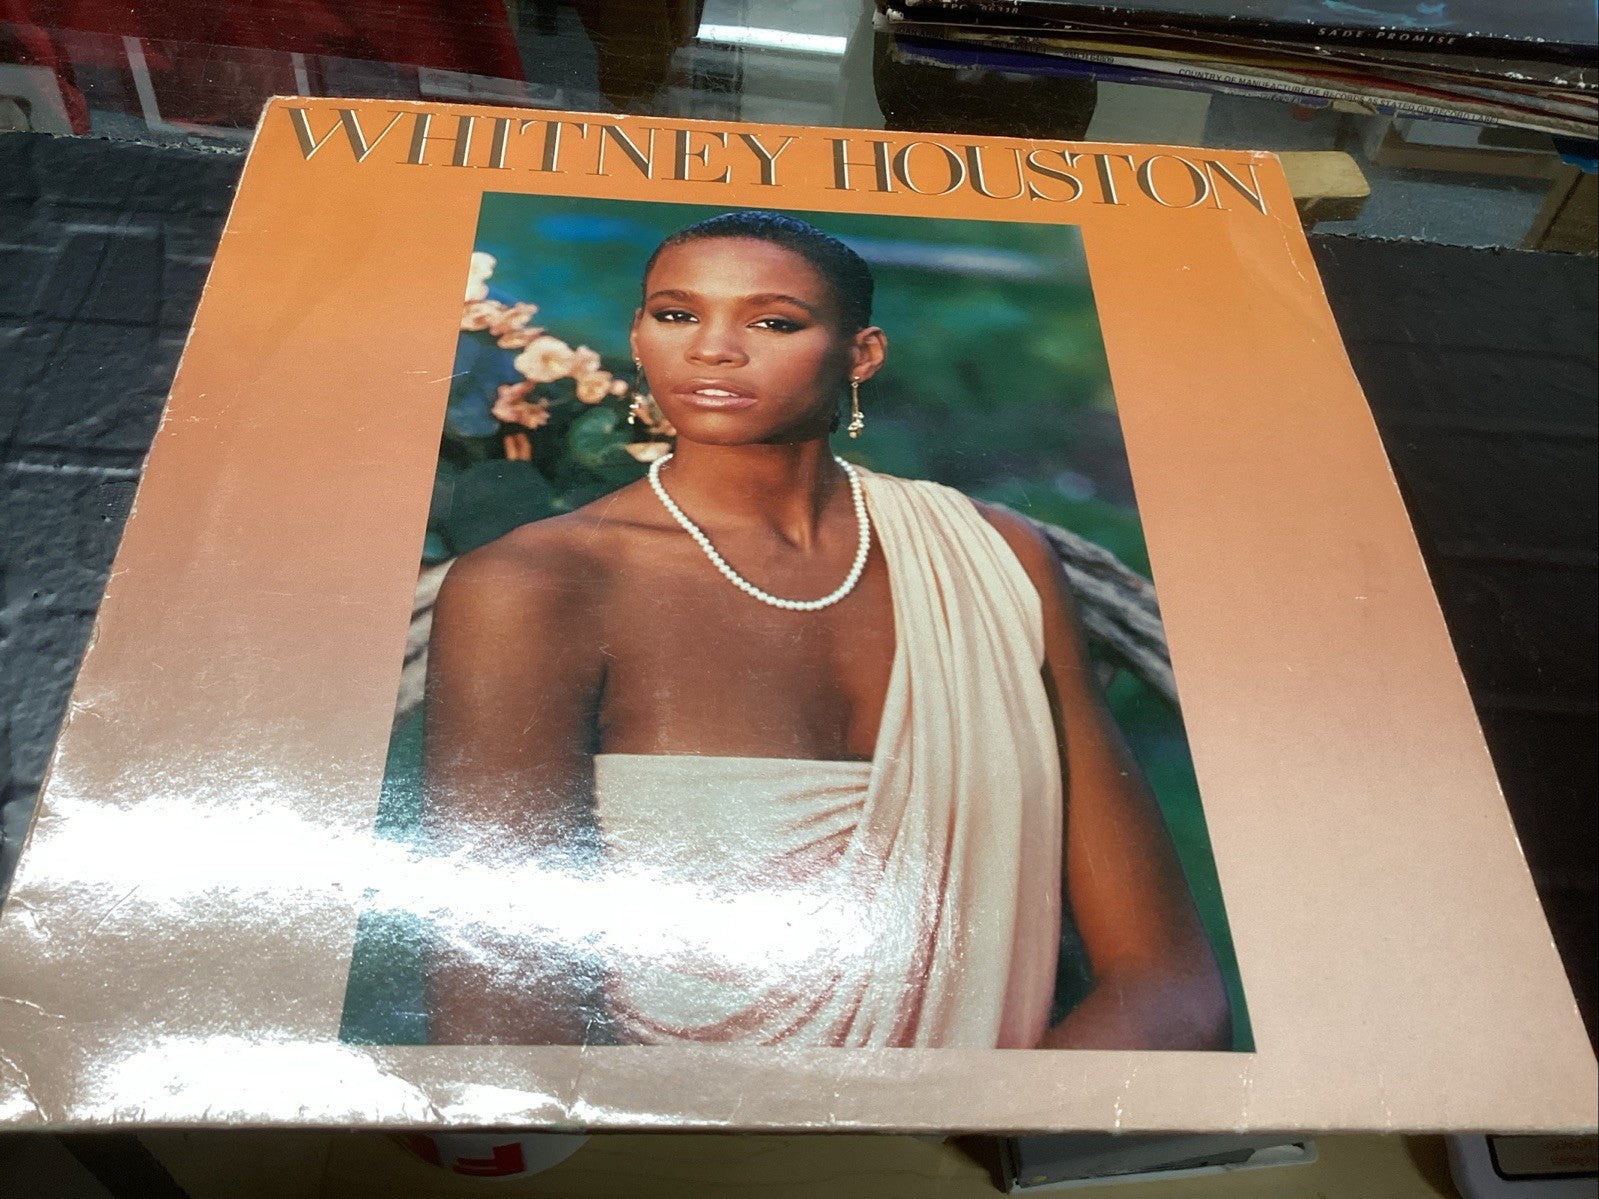 SADE · PROMISE
COUNTRY OF MANUFACTURE OF RECORDS AS STATED ON RECORD LABEL
WHITNEY HOUSTON